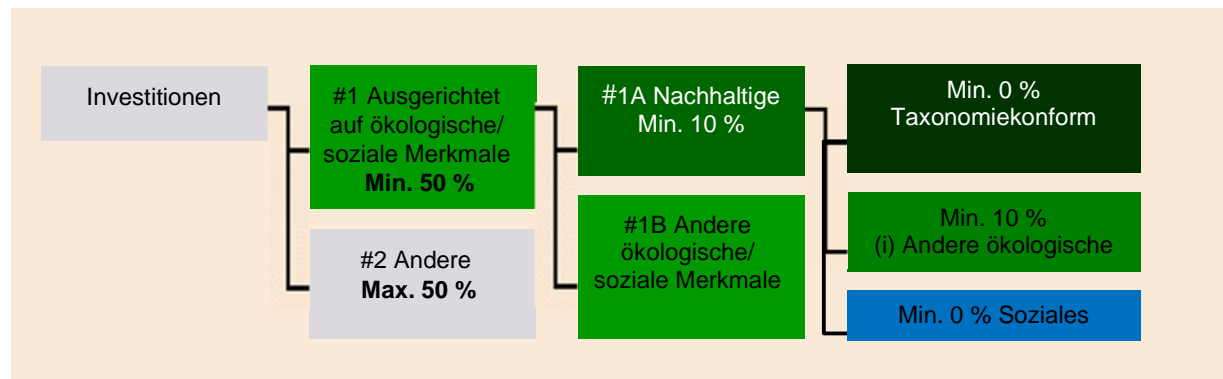 Investitionen
#1 Ausgerichtet
auf ökologische/
soziale Merkmale
Min. 50 %
#2 Andere
Max. 50 %
#1A Nachhaltige
Min. 10 %
#1B Andere
ökologische/
soziale Merkmale
Min. 0 %
Taxonomiekonform
Min. 10 %
(i) Andere ökologische
Min. 0 % Soziales